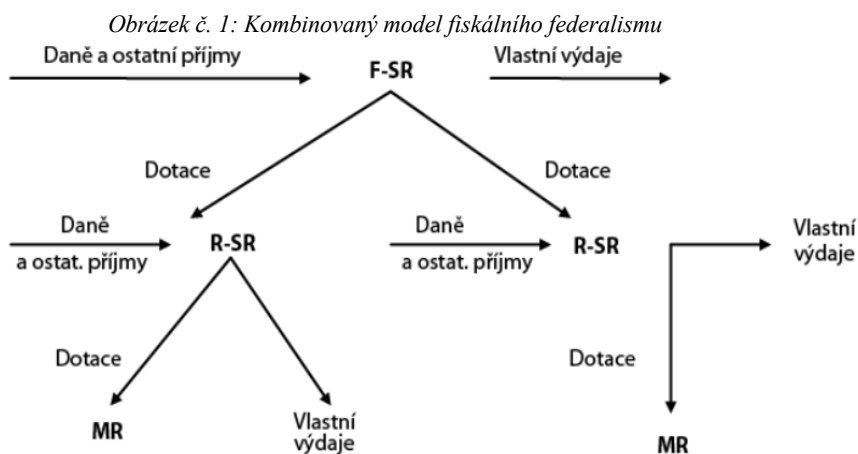 Obrázek č. 1: Kombinovaný model fiskálního federalismu
Daně a ostatní příjmy
F-SR
Vlastní výdaje
Dotace
Dotace
Daně
a ostat. příjmy
R-SR
Daně
a ostat. příjmy
R-SR
Vlastní
výdaje
Dotace
Dotace
MR
Vlastní
výdaje
MR